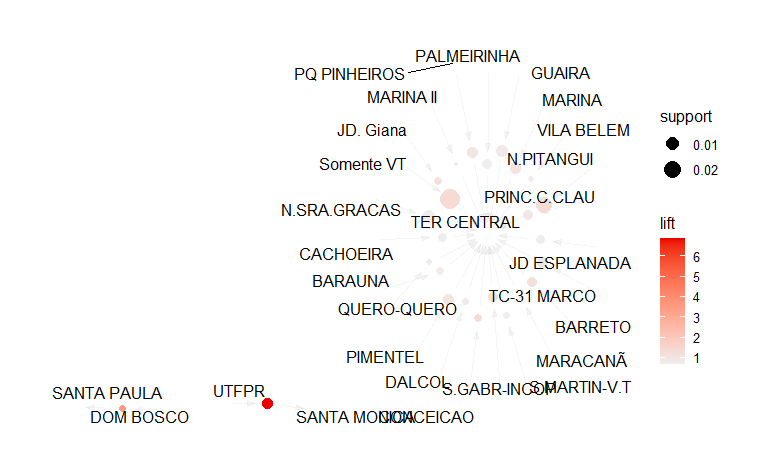 PALMEIRINHA
PQ PINHEIROS
GUAIRA
MARINA II
MARINA
JD. Giana
VILA BELEM
Somente VT
N.PITANGUI
PRINC.C.CLAU
N.SRA.GRACAS
TER CENTRAL
CACHOEIRA
JD ESPLANADA
BARAUNA
TC-31 MARCO
QUERO-QUERO
BARRETO
PIMENTEL
MARACANÃ
DALCOL
S.GABR-INCOP
S.MARTIN-V.T
SANTA PAULA
UTFPR
DOM BOSCO
SANTA MONICA
CONCEICAO
support
0.01
0.02
lift
6
5
4
3
2
1